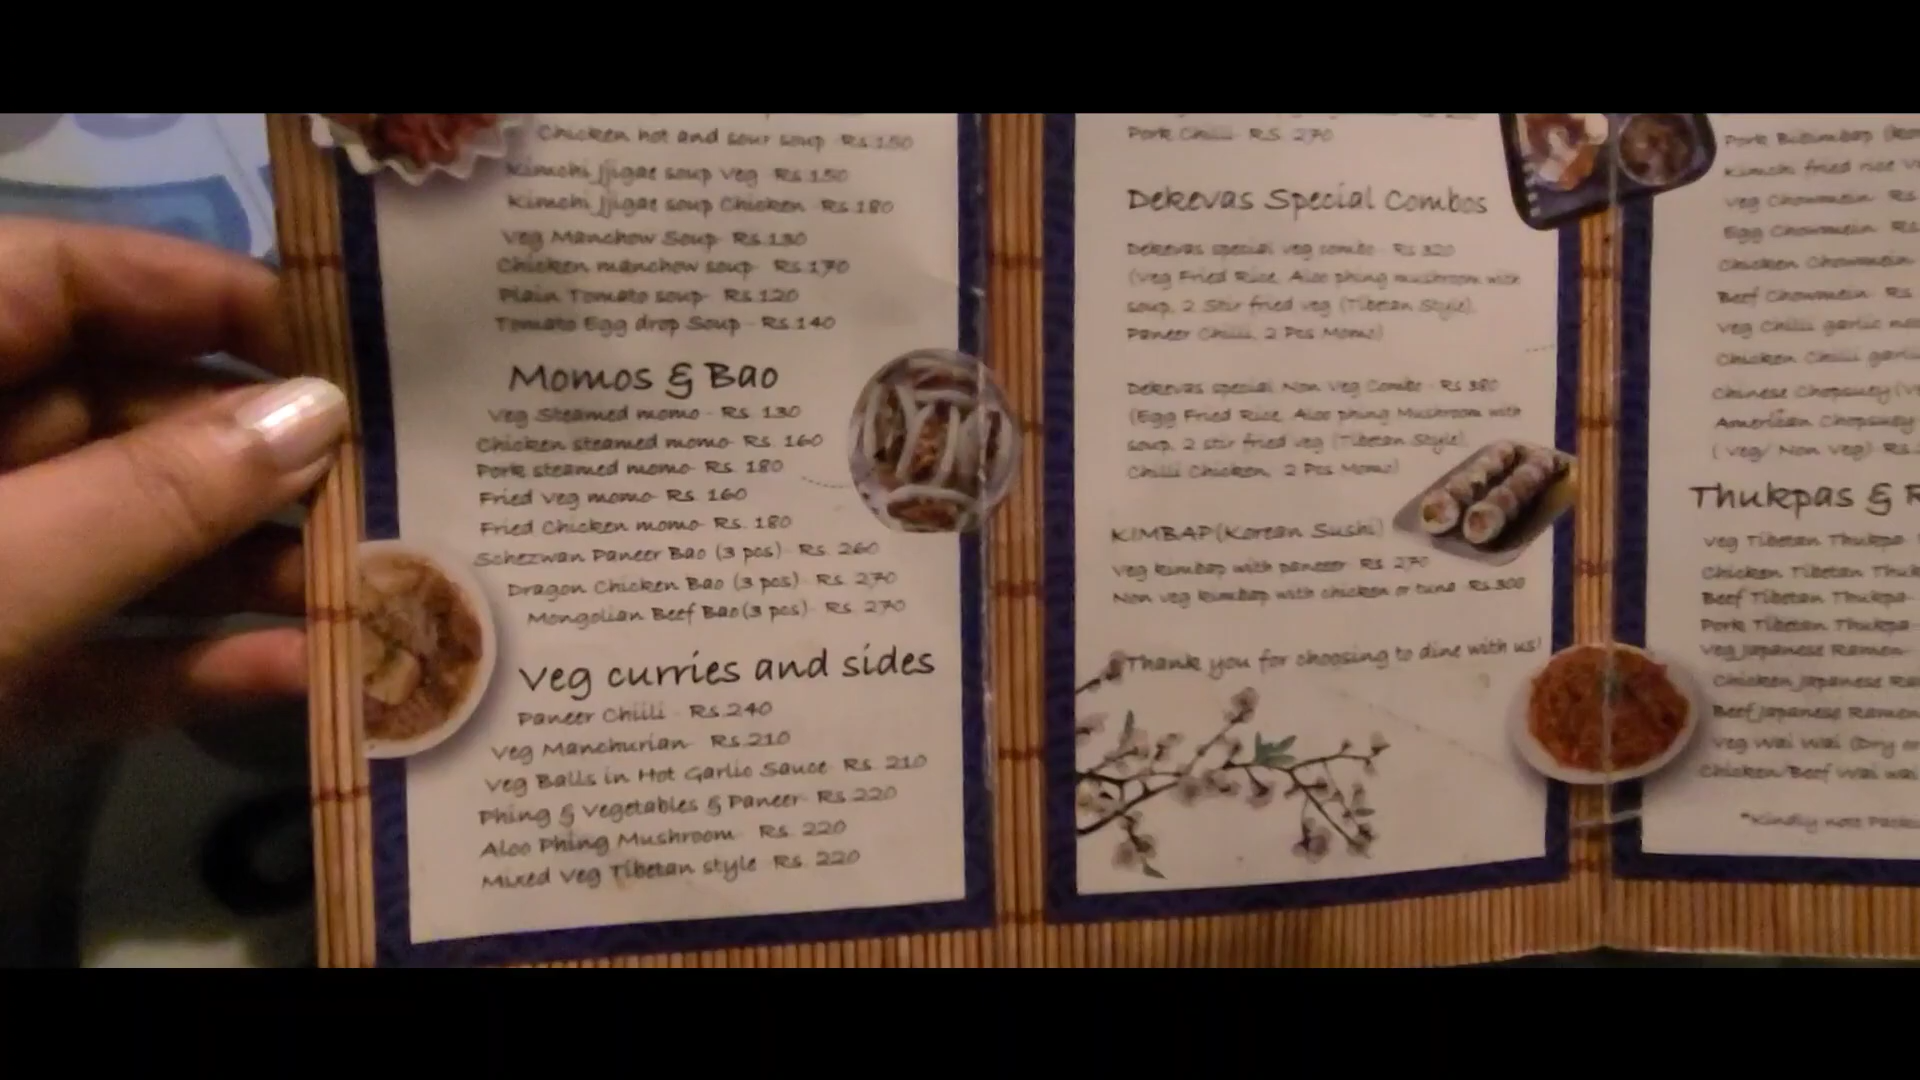 Chicken hot and sour soup Rs.150
Kimchi Jjigae soup Veg Rs.150
Kimchi Jjigae soup Chicken Rs 180
Veg Manchow Soup Rs.130
Chicken manchow soup Rs.170
Plain Tomato soup Rs.120
Tomato Egg drop Soup - Rs.140
Momos & Bao
Veg Steamed momo - Rs 130
Chicken steamed momo- Rs. 160
Pork steamed momo- Rs. 180
Fried Veg momo- Rs. 160
Fried Chicken momo- Rs. 180
Schezwan Paneer Bao (3 pcs)- Rs. 260
Dragon Chicken Bao (3 pcs)- Rs. 270
Mongolian Beef Bao(3 pcs)- Rs. 270
Veg curries and sides
Paneer Chiili - Rs.240
Veg Manchurian Rs.210
Veg Balls in Hot Garlic Sauce Rs. 210
Phing & Vegetables & Paneer- Rs.220
Aloo Phing Mushroom- Rs. 220
Mixed Veg Tibetan style Rs. 220
Pork Chilli RS. 270
Dekevas Special Combos
Dekevas special veg combo - Rs 320
(Veg Fried Rice, Aloo phing mushroom with
soup, 2 Stir fried veg (Tibetan Style),
Paneer Chilli, 2 Pcs Momo)
Dekevas special Non Veg Combo - Rs 380
(Egg Fried Rice, Aloo phing Mushroom with
soup, 2 stir fried veg (Tibetan Style)
Chilli Chicken, 2 Pcs Momo)
KIMBAP(Korean Sushi)
Veg kimbap with paneeer Rs. 270
Non veg kimbap with chicken or tuna Rs.300
Thank you for choosing to dine with us!
Pork Bibimbap
Kimchi fried rice
Veg Chowmein Rs
Egg Chowmein Rs
Chicken Chowmein
Beef Chowmein Rs
Veg Chilli garlic
Chicken Chilli
Chinese Chopsuey
American Chopsuey
(Veg/ Non Veg) Rs.
Thukpas &
Veg Tibetan Thukpa
Chicken Tibetan
Beef Tibetan Thukpa-
Pork Tibetan Thukpa
Veg Japanese Ramen-
Chicken Japanese
Beef Japanese Ramen
Veg Wai Wai (Dry
Chicken/Beef Wai
*Kindly note